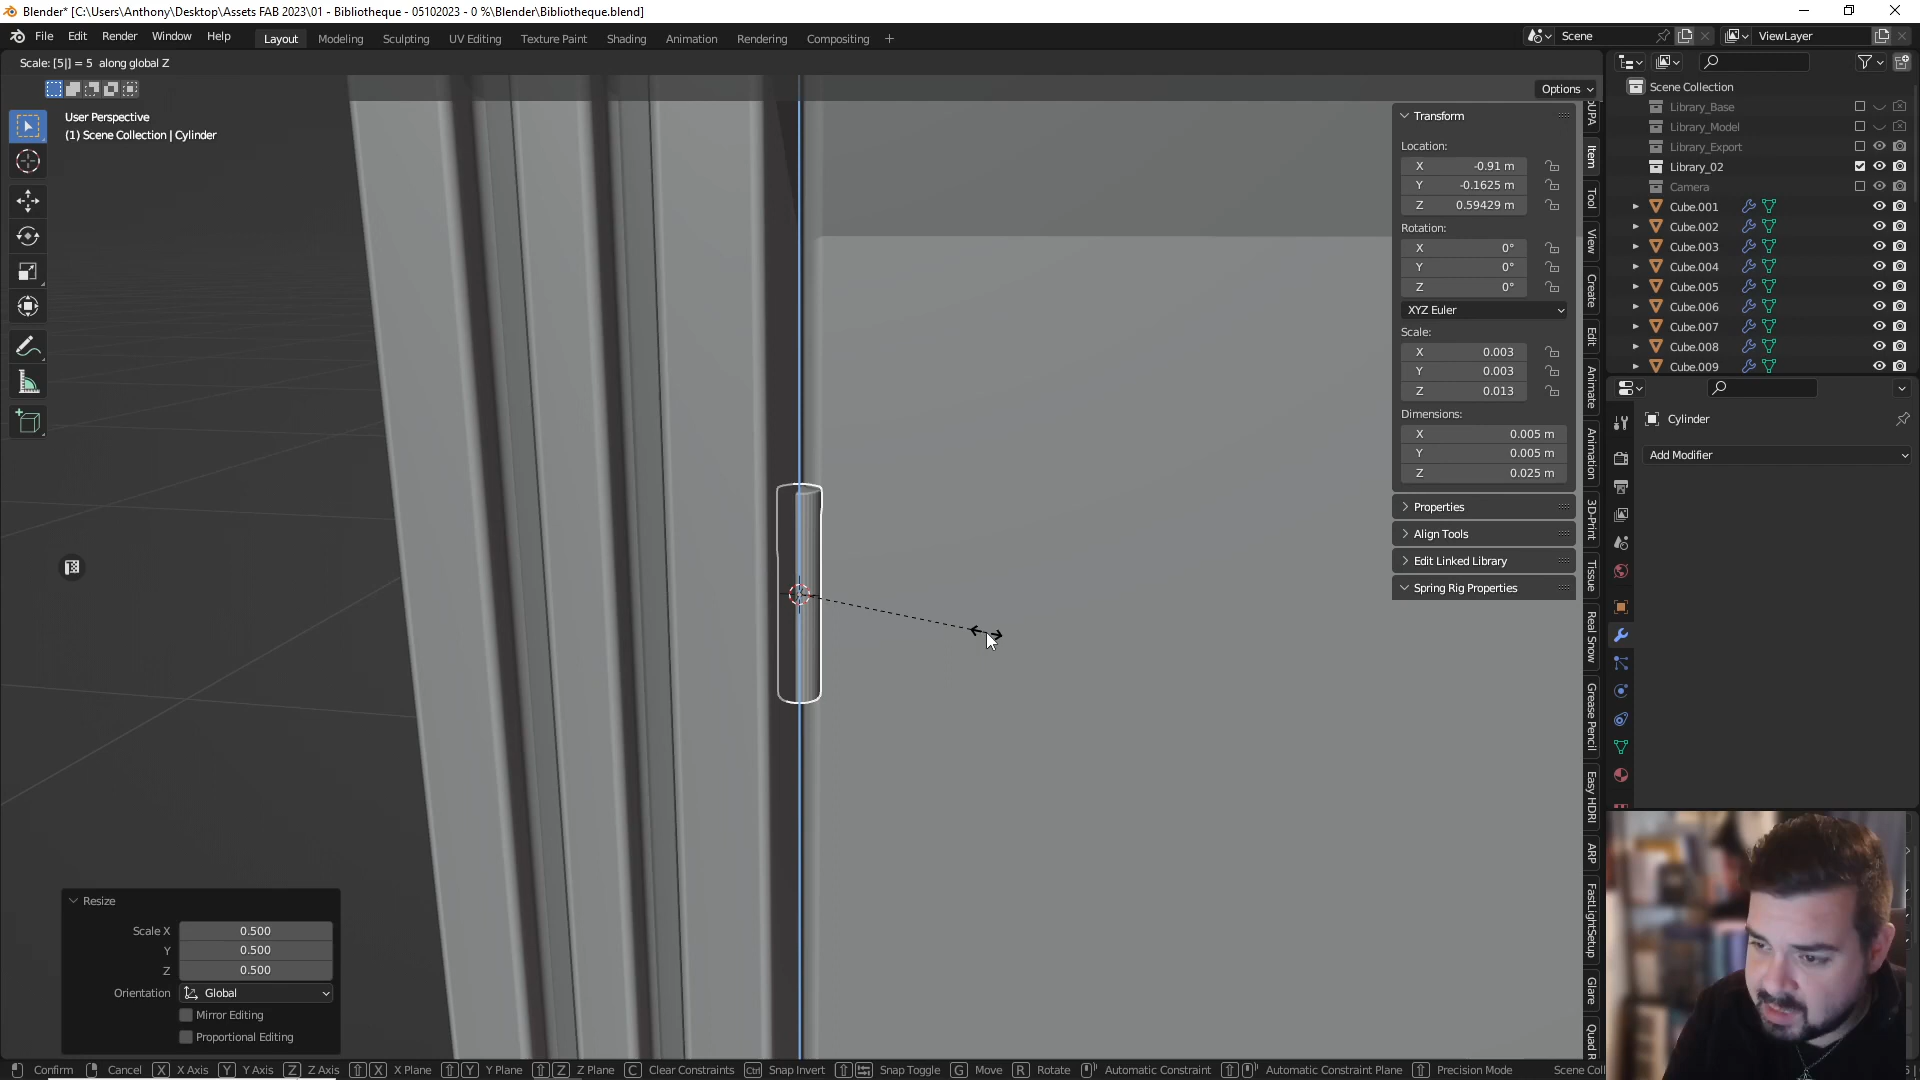 Blender* [C:\Users\Anthony\Desktop\Assets FAB 2023\01 - Bibliotheque - 05102023 - 0 %\Blender\Bibliotheque.blend]
File Edit Render Window Help Layout Modeling Sculpting UV Editing Texture Paint Shading Animation Rendering Compositing Scene ViewLayer
Scale: [5|] = 5 along global Z
Options
User Perspective
(1) Scene Collection | Cylinder
Transform
Location:
X -0.91 m
Y -0.1625 m
Z 0.59429 m
Rotation:
X 0°
Y 0°
Z 0°
XYZ Euler
Scale:
X 0.003
Y 0.003
Z 0.013
Dimensions:
X 0.005 m
Y 0.005 m
Z 0.025 m
Properties
Align Tools
Edit Linked Library
Spring Rig Properties
Item
Tool
View
Create
Edit
Animate
Animation
3D-Print
Tissue
Real Snow
Grease Pencil
Easy HDRI
ARP
FastLightSetup
Glare
Quad R
Scene Collection
Library_Base
Library_Model
Library_Export
Library_02
Camera
Cube.001
Cube.002
Cube.003
Cube.004
Cube.005
Cube.006
Cube.007
Cube.008
Cube.009
Cylinder
Add Modifier
Resize
Scale X 0.500
Y 0.500
Z 0.500
Orientation Global
Mirror Editing
Proportional Editing
Confirm Cancel X X Axis Y Y Axis Z Z Axis X X Plane Y Y Plane Z Z Plane C Clear Constraints Ctrl Snap Invert Snap Toggle G Move R Rotate Automatic Constraint Automatic Constraint Plane Precision Mode Scene Coll